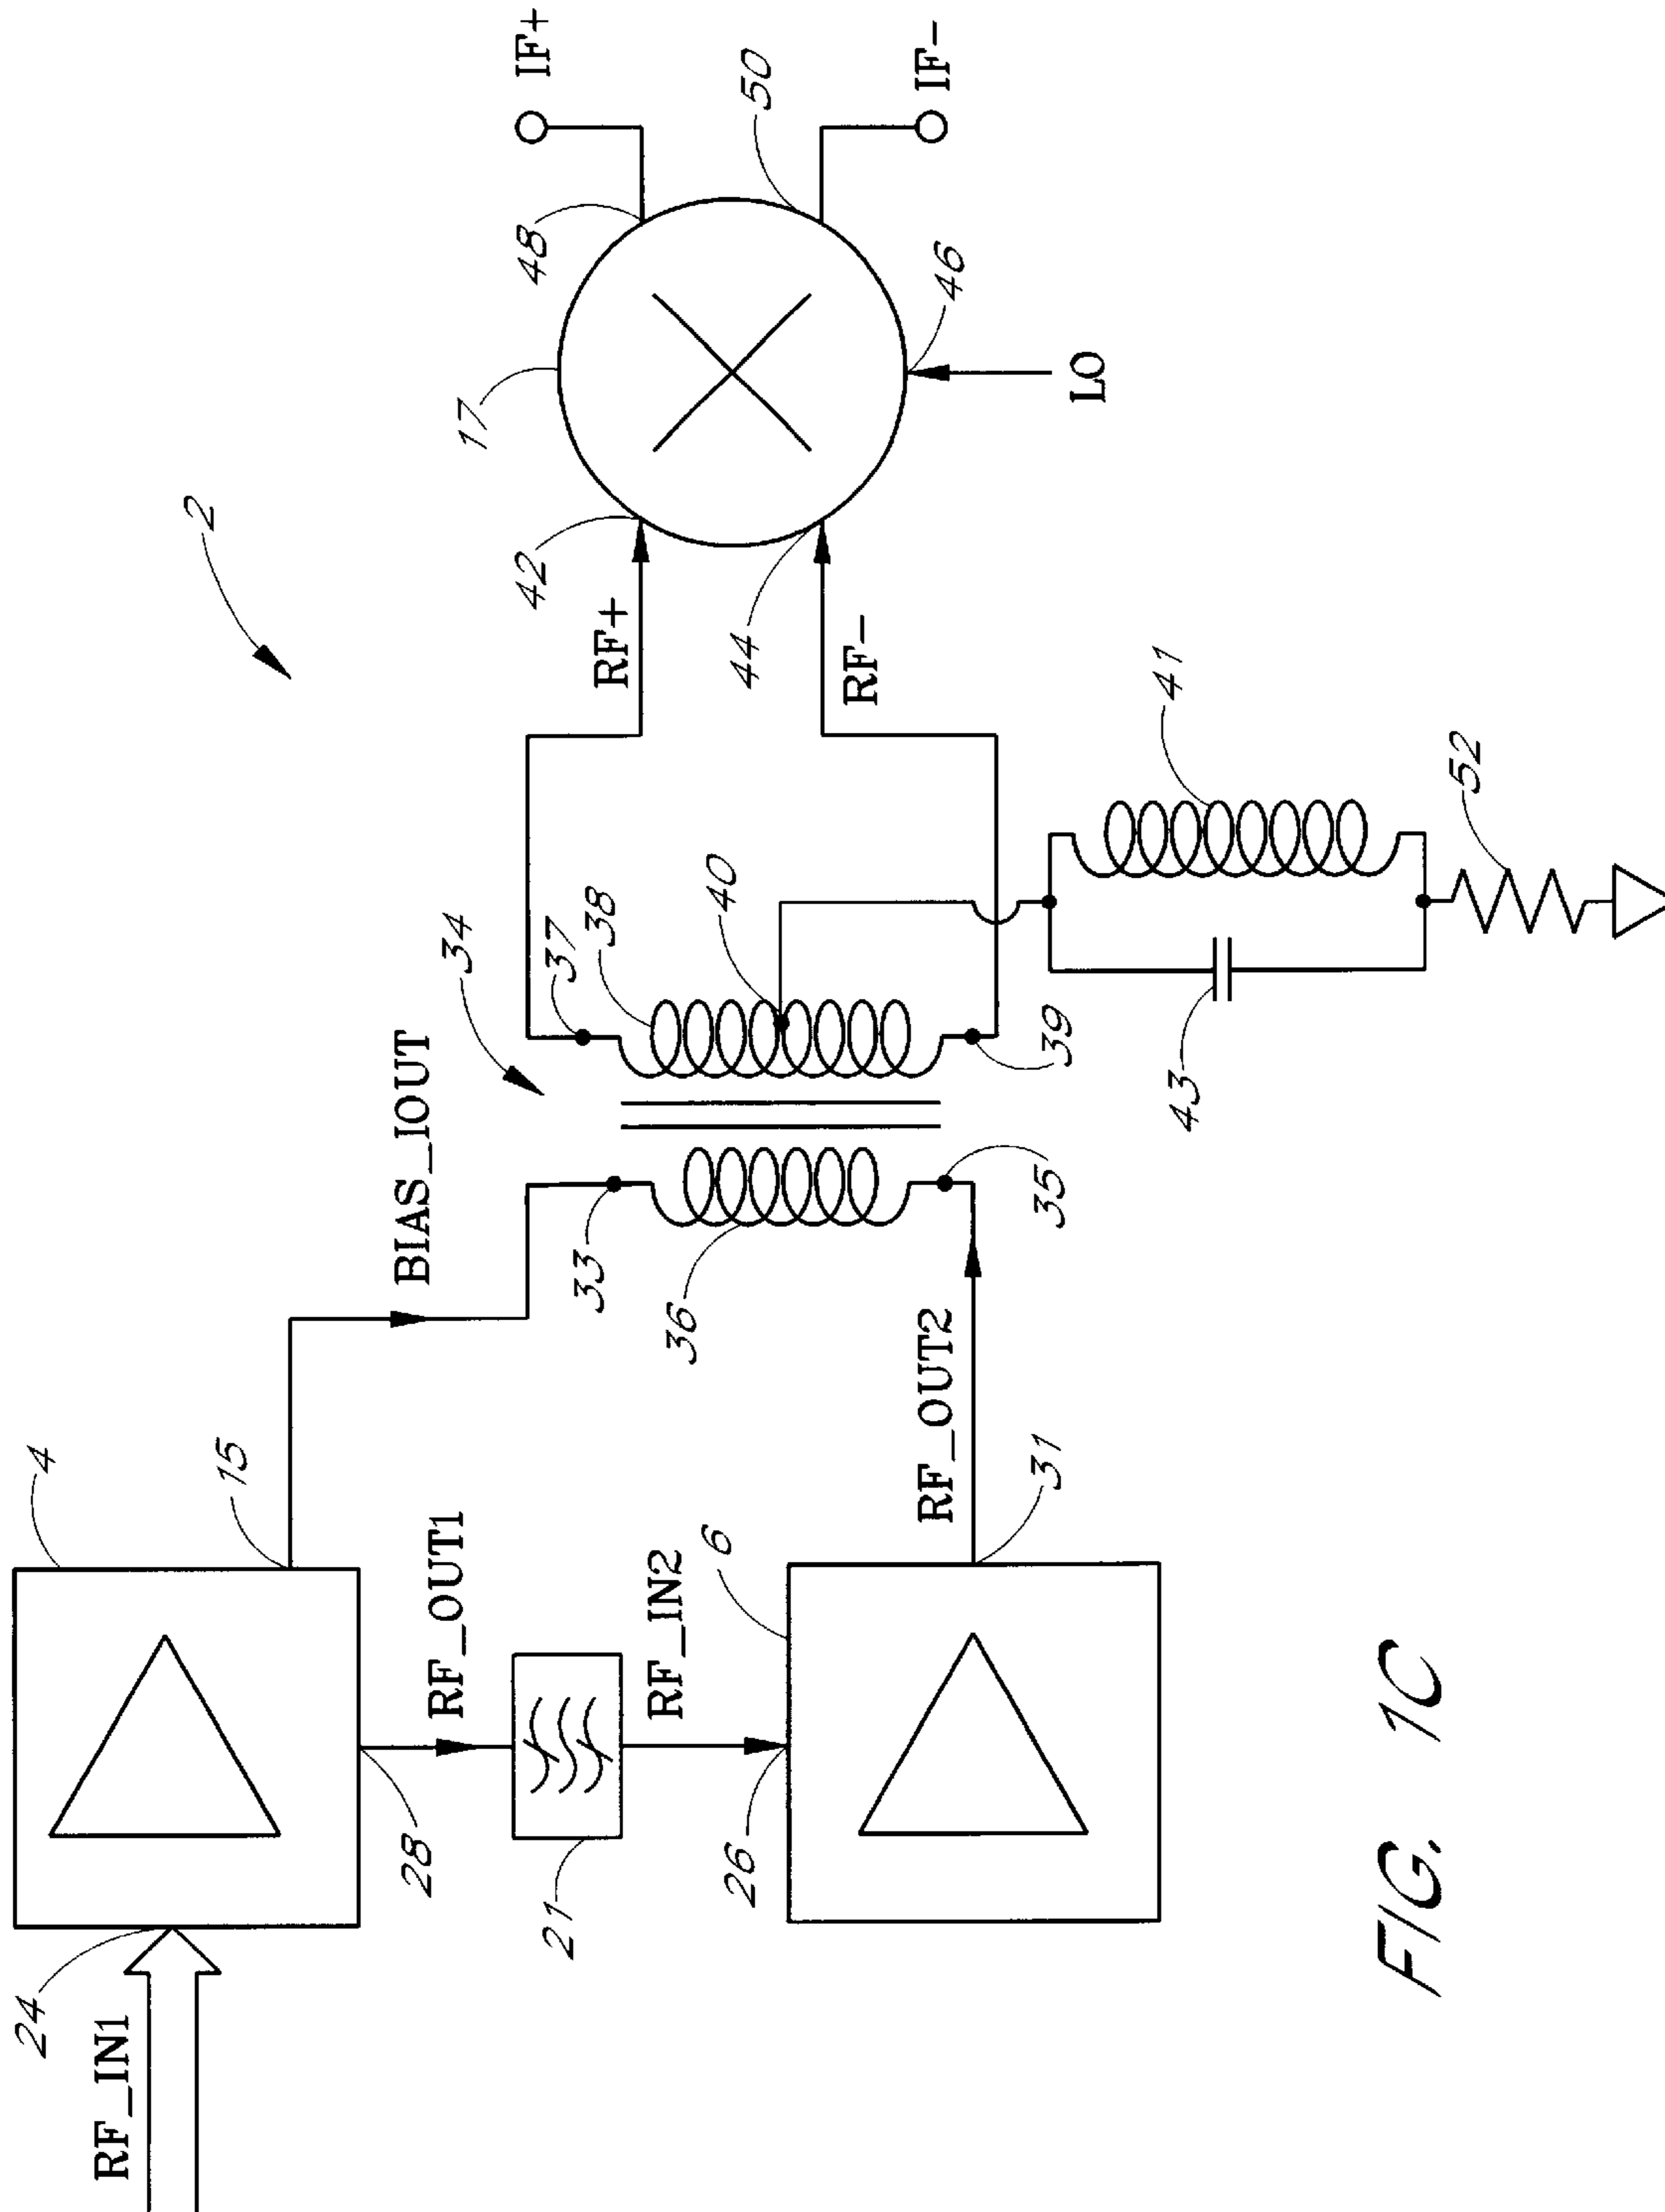 2
RF_IN1
24
4
15
BIAS_IOUT
28
RF_OUT1
21
RF_IN2
26
6
31
RF_OUT2
33
36
35
34
37
38
40
39
RF+
42
17
48
IF+
RF-
44
46
LO
50
IF-
43
41
52
FIG. 1C